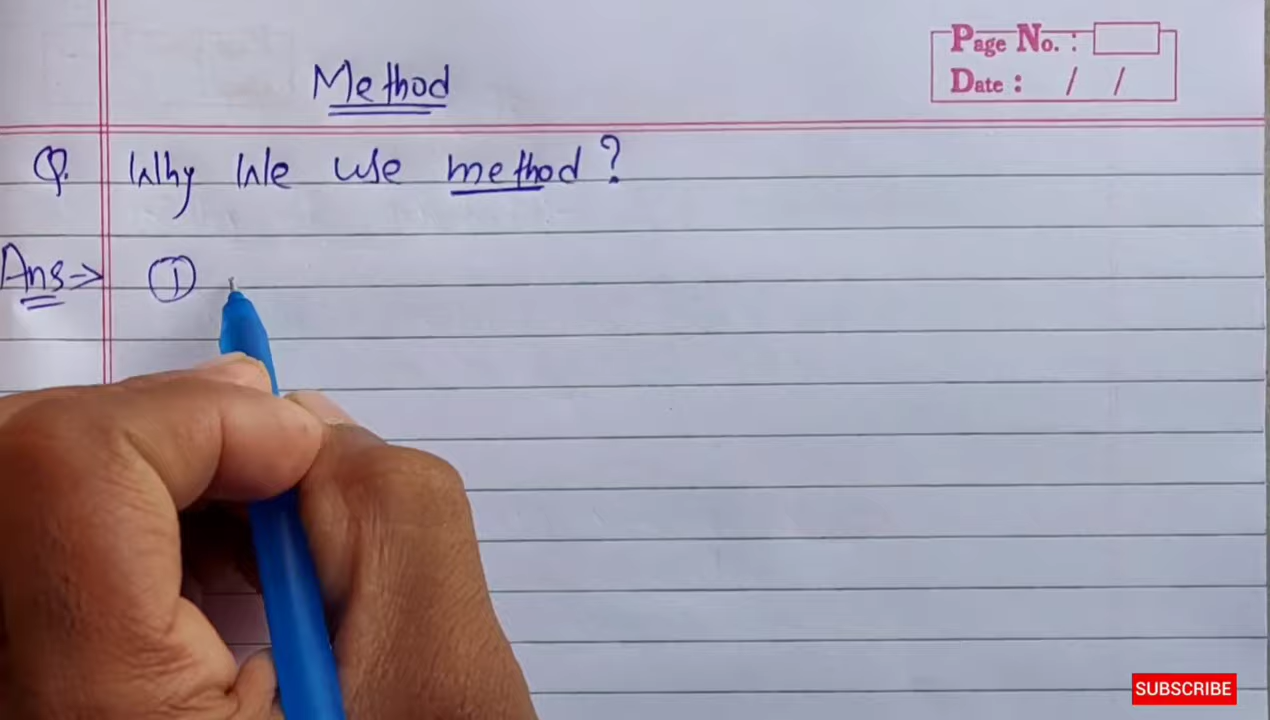 Method
Page No. :
Date : / /
Q. Why We Use method?
Ans → ①
SUBSCRIBE